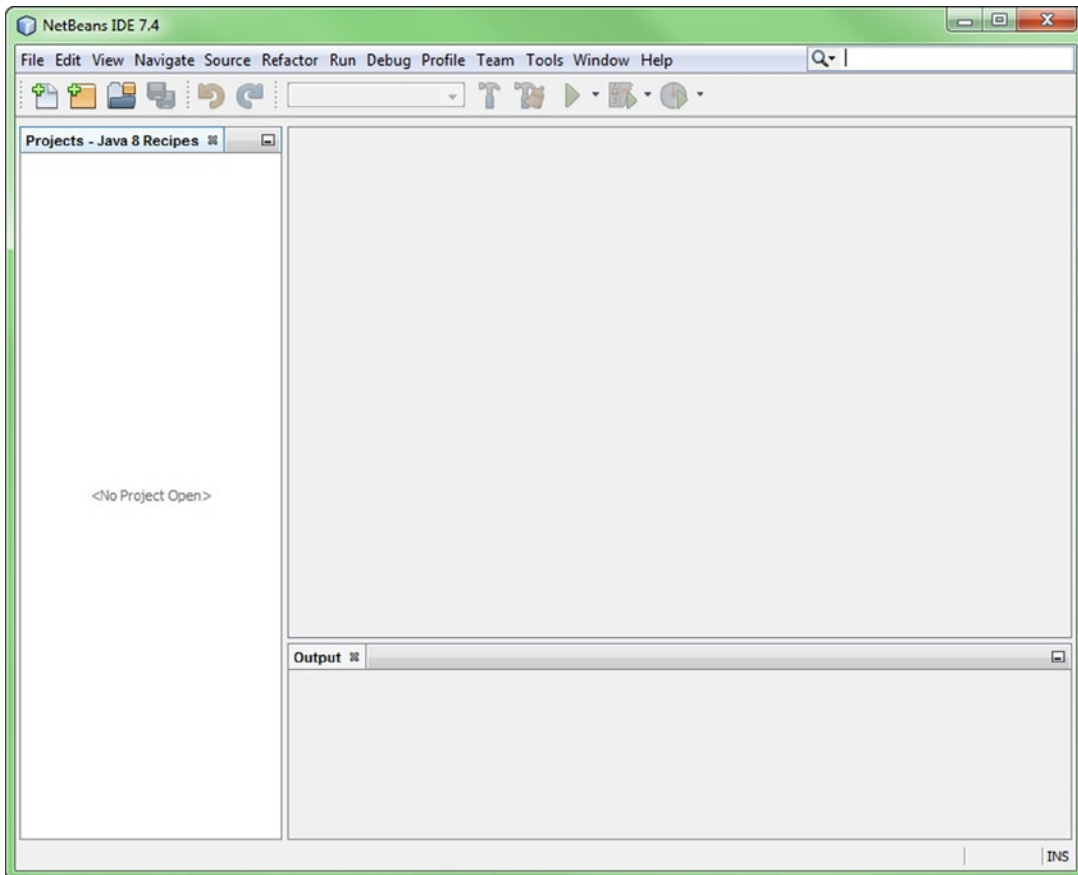 NetBeans IDE 7.4
File Edit View Navigate Source Refactor Run Debug Profile Team Tools Window Help
Projects - Java 8 Recipes
<No Project Open>
Output
INS